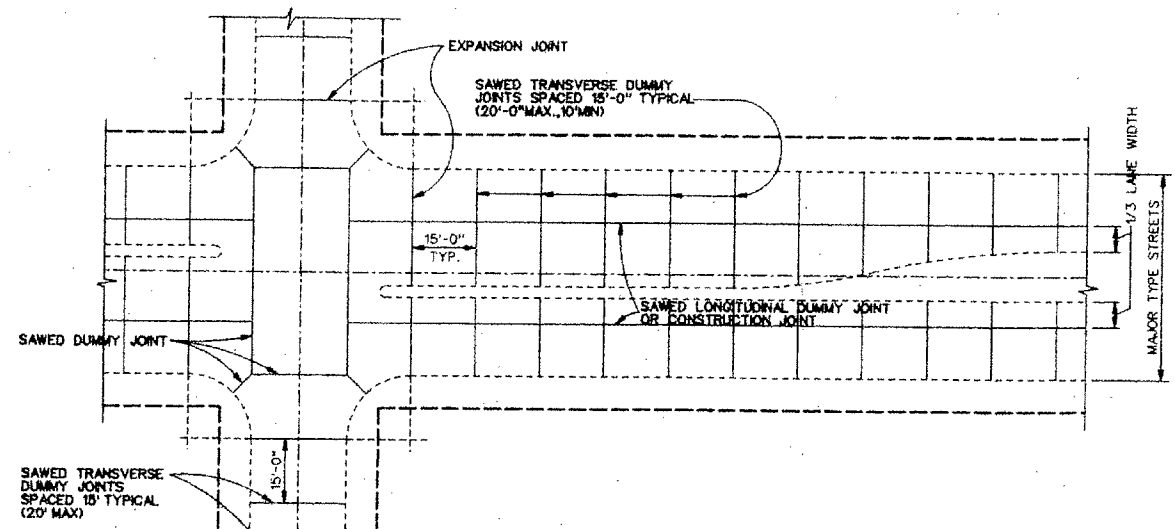 EXPANSION JOINT
SAWED TRANSVERSE DUMMY
JOINTS SPACED 15'-0" TYPICAL
(20'-0"MAX.,10'MIN)
1/3 LANE WIDTH
MAJOR TYPE STREETS
15'-0"
TYP.
SAWED LONGITUDINAL DUMMY JOINT
OR CONSTRUCTION JOINT
SAWED DUMMY JOINT
15'-0"
SAWED TRANSVERSE
DUMMY JOINTS
SPACED 15' TYPICAL
(20' MAX)